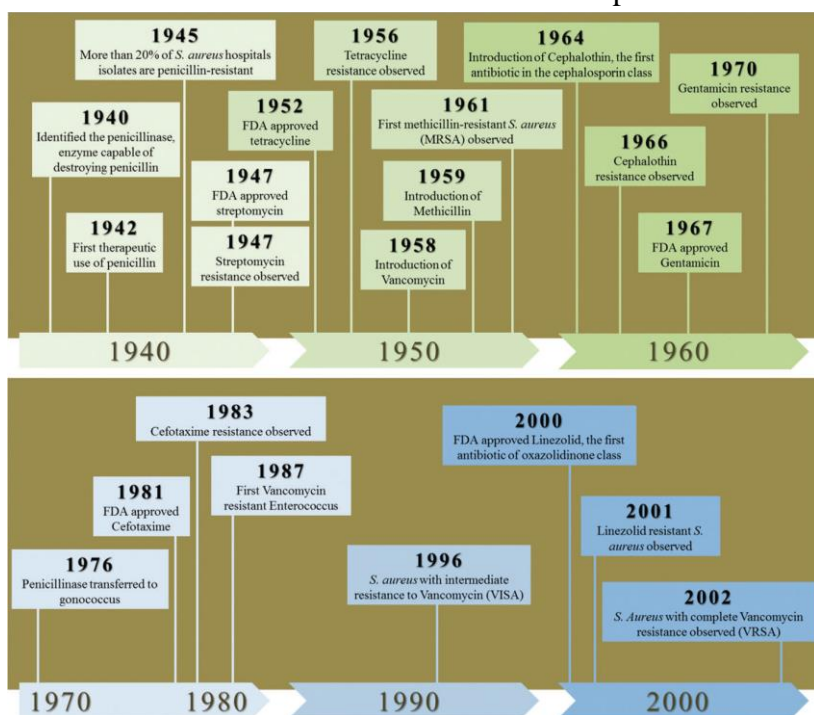 1945
More than 20% of S. aureus hospitals
isolates are penicillin-resistant
1956
Tetracycline
resistance observed
1964
Introduction of Cephalothin, the first
antibiotic in the cephalosporin class
1970
Gentamicin resistance
observed
1940
Identified the penicillinase,
enzyme capable of
destroying penicillin
1952
FDA approved
tetracycline
1961
First methicillin-resistant S. aureus
(MRSA) observed
1966
Cephalothin
resistance observed
1947
FDA approved
streptomycin
1959
Introduction of
Methicillin
1942
First therapeutic
use of penicillin
1947
Streptomycin
resistance observed
1958
Introduction of
Vancomycin
1967
FDA approved
Gentamicin
1940
1950
1960
1983
Cefotaxime resistance observed
2000
FDA approved Linezolid, the first
antibiotic of oxazolidinone class
1981
FDA approved
Cefotaxime
1987
First Vancomycin
resistant Enterococcus
2001
Linezolid resistant S.
aureus observed
1976
Penicillinase transferred to
gonococcus
1996
S. aureus with intermediate
resistance to Vancomycin (VISA)
2002
S. Aureus with complete Vancomycin
resistance observed (VRSA)
1970
1980
1990
2000